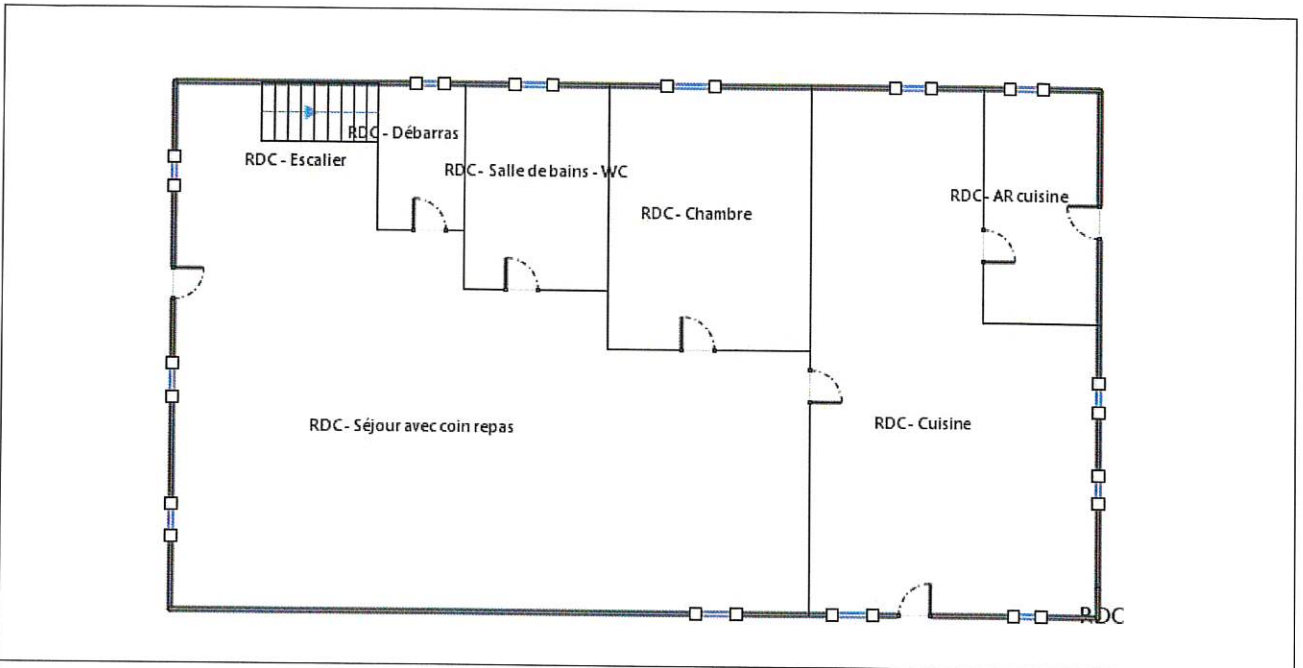 RDC - Débarras
RDC - Escalier
RDC - Salle de bains - WC
RDC - AR cuisine
RDC - Chambre
RDC - Séjour avec coin repas
RDC - Cuisine
RDC